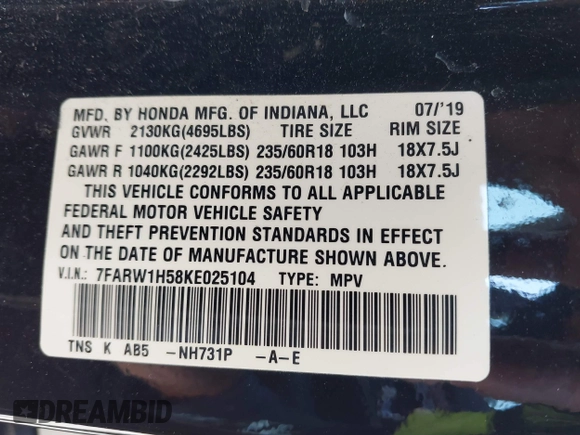 MFD. BY HONDA MFG. OF INDIANA, LLC 07/'19
GVWR 2130KG(4695LBS) TIRE SIZE RIM SIZE
GAWR F 1100KG(2425LBS) 235/60R18 103H 18X7.5J
GAWR R 1040KG(2292LBS) 235/60R18 103H 18X7.5J
THIS VEHICLE CONFORMS TO ALL APPLICABLE
FEDERAL MOTOR VEHICLE SAFETY
AND THEFT PREVENTION STANDARDS IN EFFECT
ON THE DATE OF MANUFACTURE SHOWN ABOVE.
V.I.N.: 7FARW1H58KE025104 TYPE: MPV
TNS K AB5 -NH731P -A-E
DREAMBID